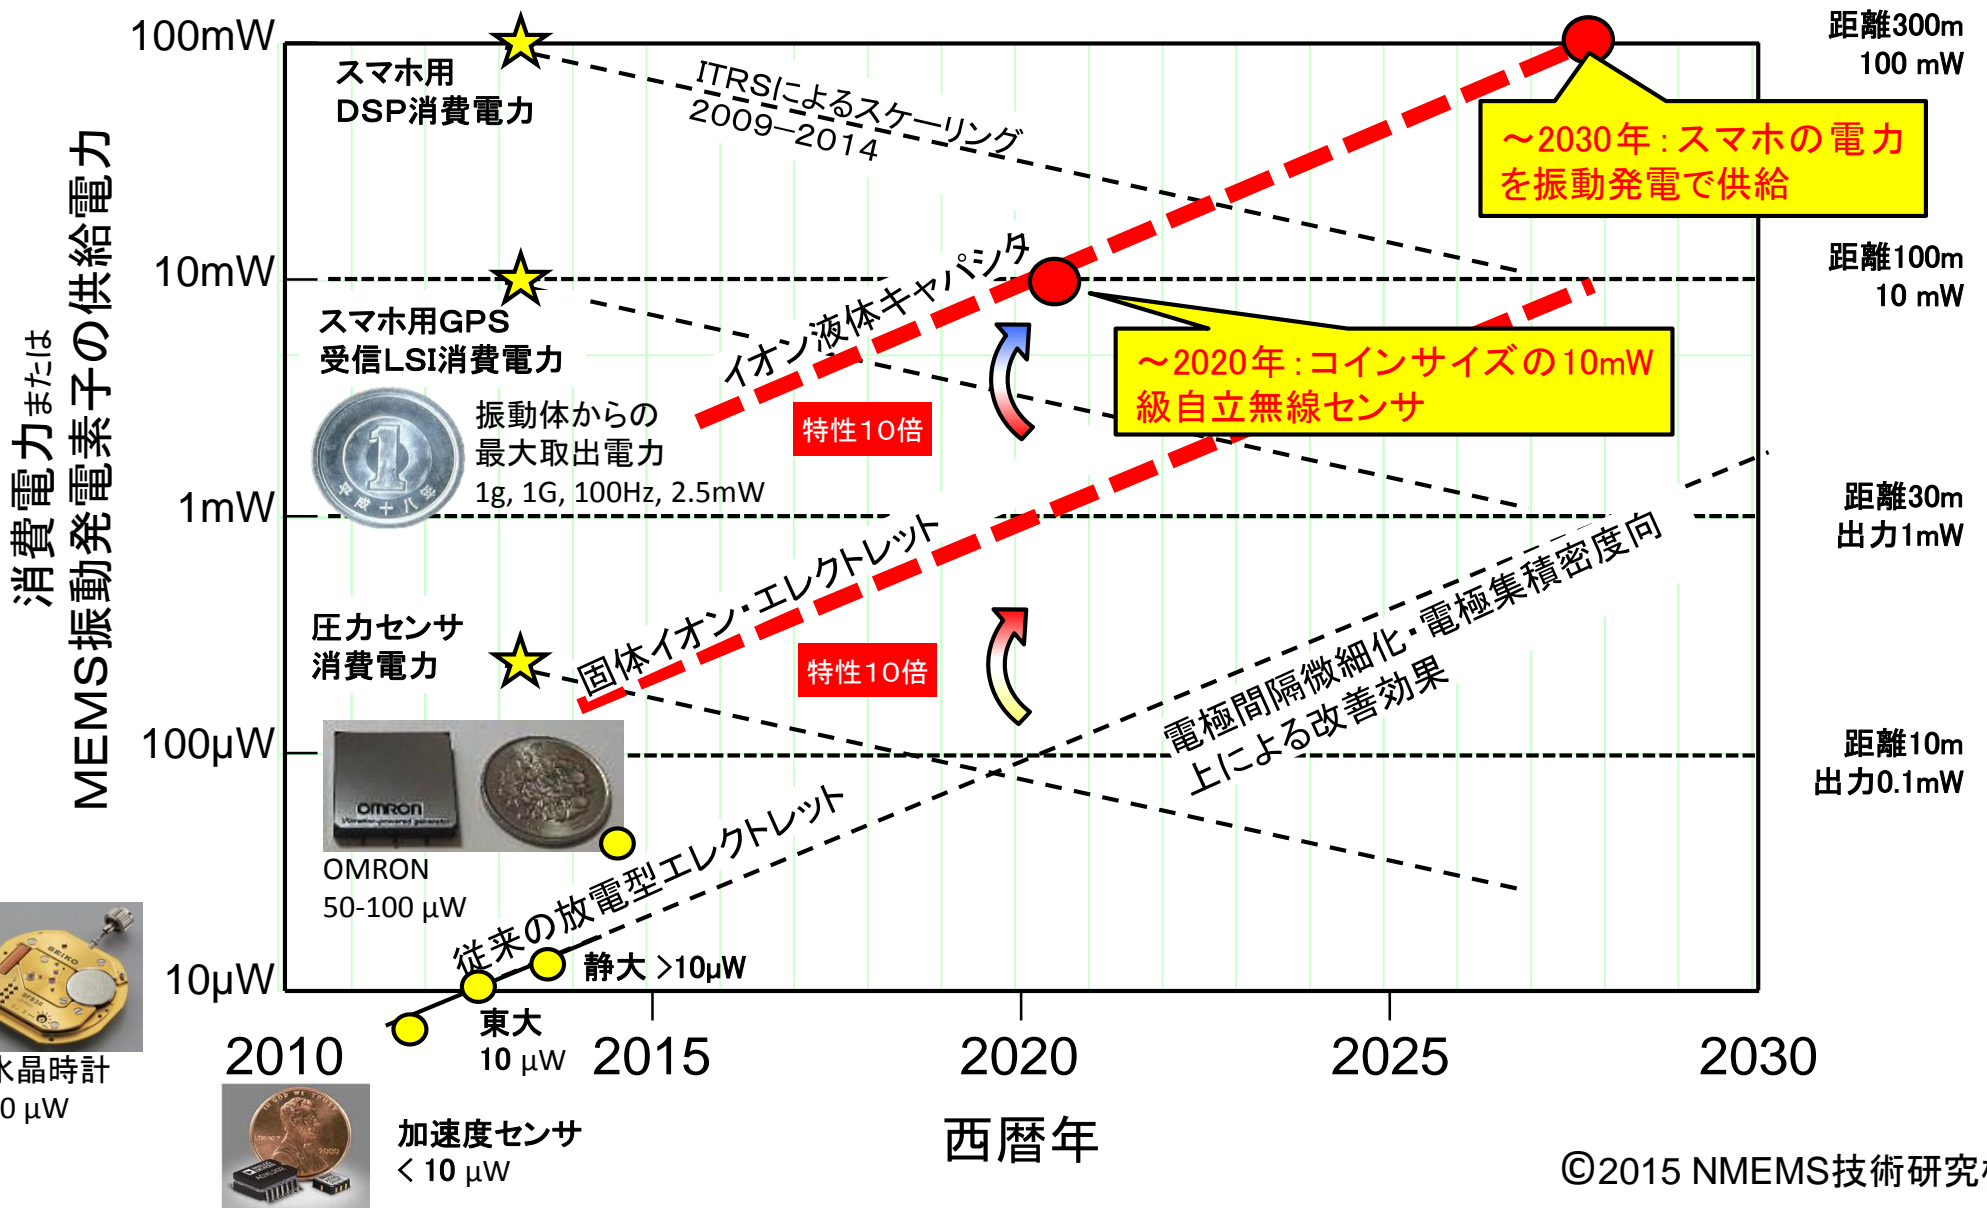 100mW
10mW
1mW
100μW
10μW
消費電力または
MEMS振動発電素子の供給電力
スマホ用
DSP消費電力
ITRSによるスケーリング
2009−2014
距離300m
100 mW
~2030年:スマホの電力
を振動発電で供給
距離100m
10 mW
スマホ用GPS
受信LSI消費電力
イオン液体キャパシタ
~2020年:コインサイズの10mW
級自立無線センサ
1
平成十八年
振動体からの
最大取出電力
1g, 1G, 100Hz, 2.5mW
特性10倍
距離30m
出力1mW
固体イオン・エレクトレット
圧力センサ
消費電力
特性10倍
電極間隔微細化・電極集積密度向
上による改善効果
距離10m
出力0.1mW
OMRON
OMRON
50-100 μW
従来の放電型エレクトレット
静大 >10μW
東大
10 μW
2010
2015
2020
2025
2030
西暦年
SEIKO
水晶時計
0 μW
加速度センサ
< 10 μW
©2015 NMEMS技術研究